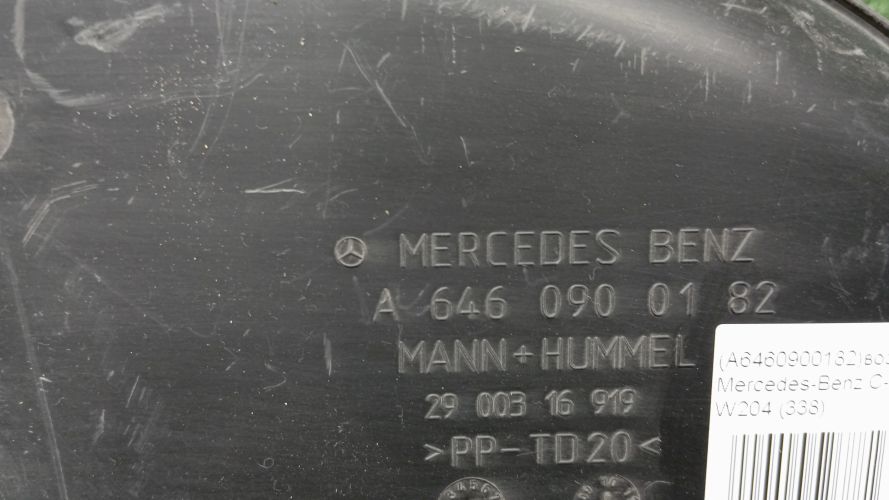 MERCEDES BENZ
A 646 090 01 82
MANN+HUMMEL
29 003 16 919
>PP-TD20<
(A6460900182)
Mercedes-Benz C-
W204 (338)